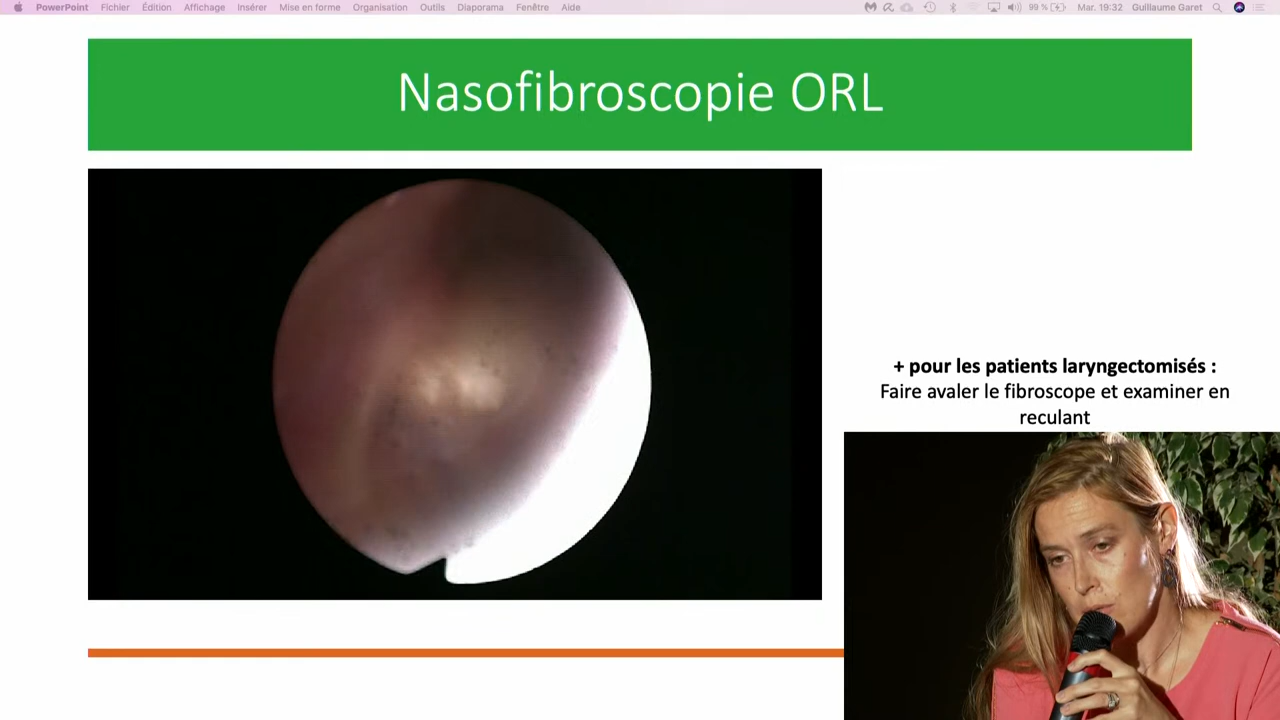 PowerPoint Fichier Édition Affichage Insérer Mise en forme Organisation Outils Diaporama Fenêtre Aide 99 % Mar. 19:32 Guillaume Garet
Nasofibroscopie ORL
+ pour les patients laryngectomisés :
Faire avaler le fibroscope et examiner en
reculant